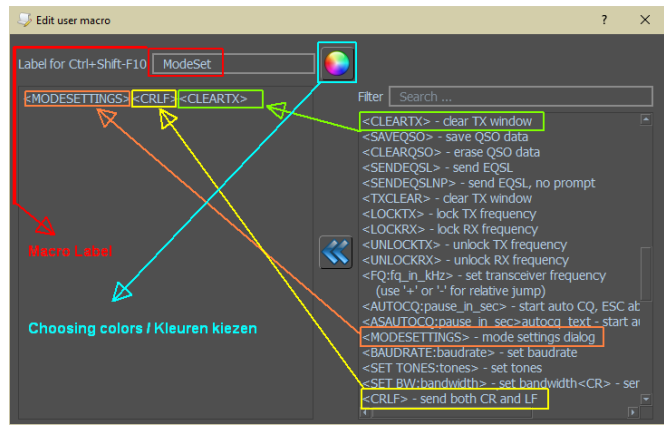 Edit user macro
Label for Ctrl+Shift-F10 ModeSet
<MODESETTINGS><CRLF><CLEARTX>
Macro Label
Choosing colors / Kleuren kiezen
Filter Search ...
<CLEARTX> - clear TX window
<SAVEQSO> - save QSO data
<CLEARQSO> - erase QSO data
<SENDEQSL> - send EQSL
<SENDEQSLNP> - send EQSL, no prompt
<TXCLEAR> - clear TX window
<LOCKTX> - lock TX frequency
<LOCKRX> - lock RX frequency
<UNLOCKTX> - unlock TX frequency
<UNLOCKRX> - unlock RX frequency
<FQ:fq_in_kHz> - set transceiver frequency
(use '+' or '-' for relative jump)
<AUTOCQ:pause_in_sec> - start auto CQ, ESC ab
<ASAUTOCQ:pause_in_sec>autocq_text - start au
<MODESETTINGS> - mode settings dialog
<BAUDRATE:baudrate> - set baudrate
<SET TONES:tones> - set tones
<SET BW:bandwidth> - set bandwidth<CR> - ser
<CRLF> - send both CR and LF